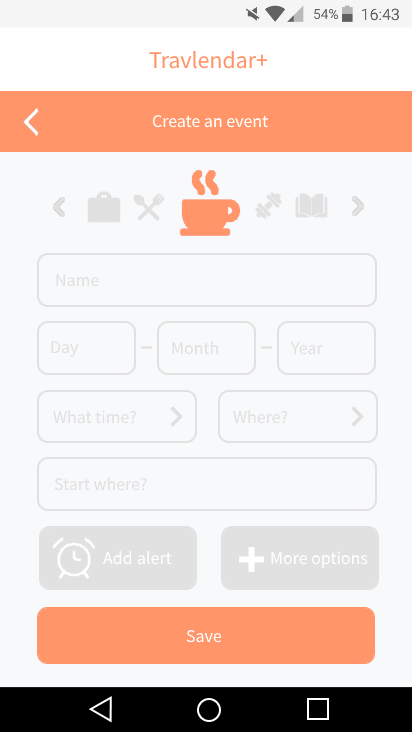 54% 16:43
Travlendar+
Create an event
Name
Day Month Year
What time? Where?
Start where?
Add alert More options
Save